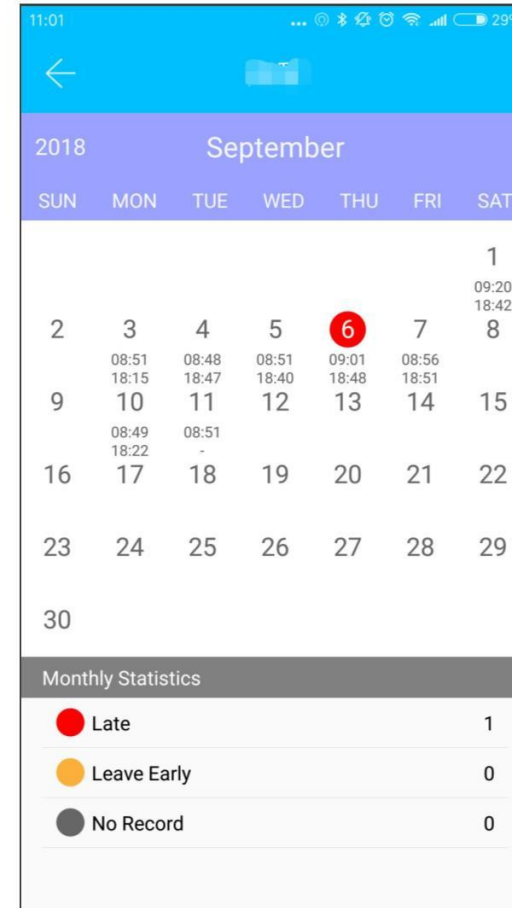 11:01 ... 29
2018 September
SUN MON TUE WED THU FRI SAT
1
09:20
18:42
2 3 4 5 6 7 8
08:51 08:48 08:51 09:01 08:56
18:15 18:47 18:40 18:48 18:51
9 10 11 12 13 14 15
08:49 08:51
18:22 -
16 17 18 19 20 21 22
23 24 25 26 27 28 29
30
Monthly Statistics
Late 1
Leave Early 0
No Record 0